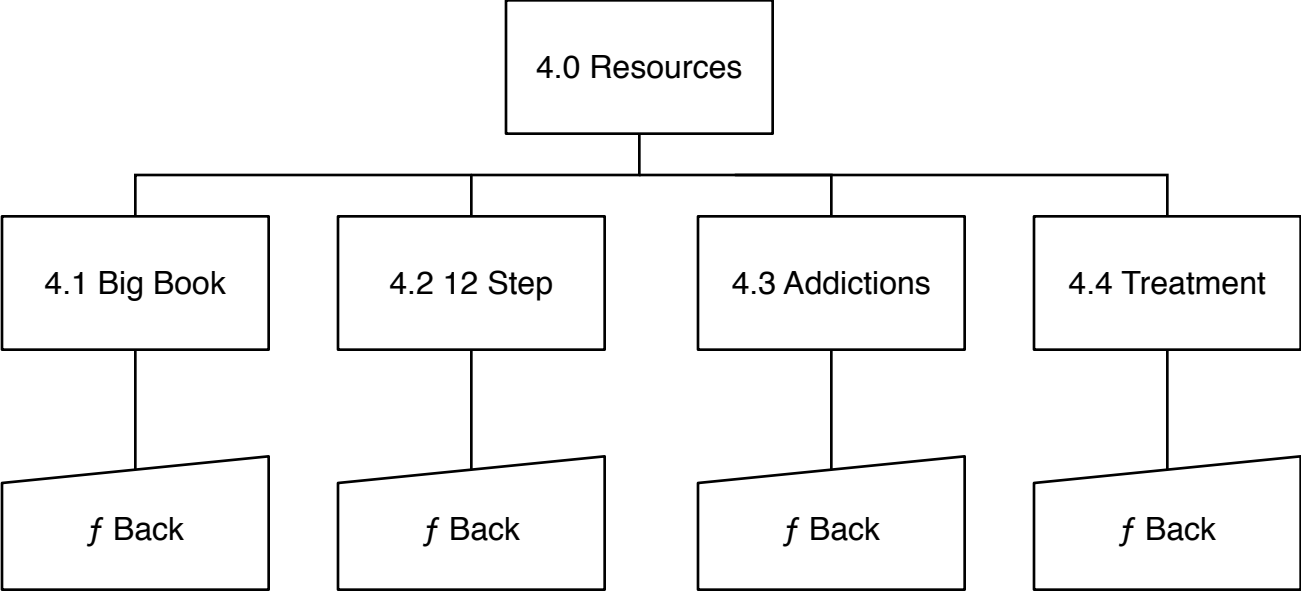 4.0 Resources
4.1 Big Book
4.2 12 Step
4.3 Addictions
4.4 Treatment
ƒ Back
ƒ Back
ƒ Back
ƒ Back